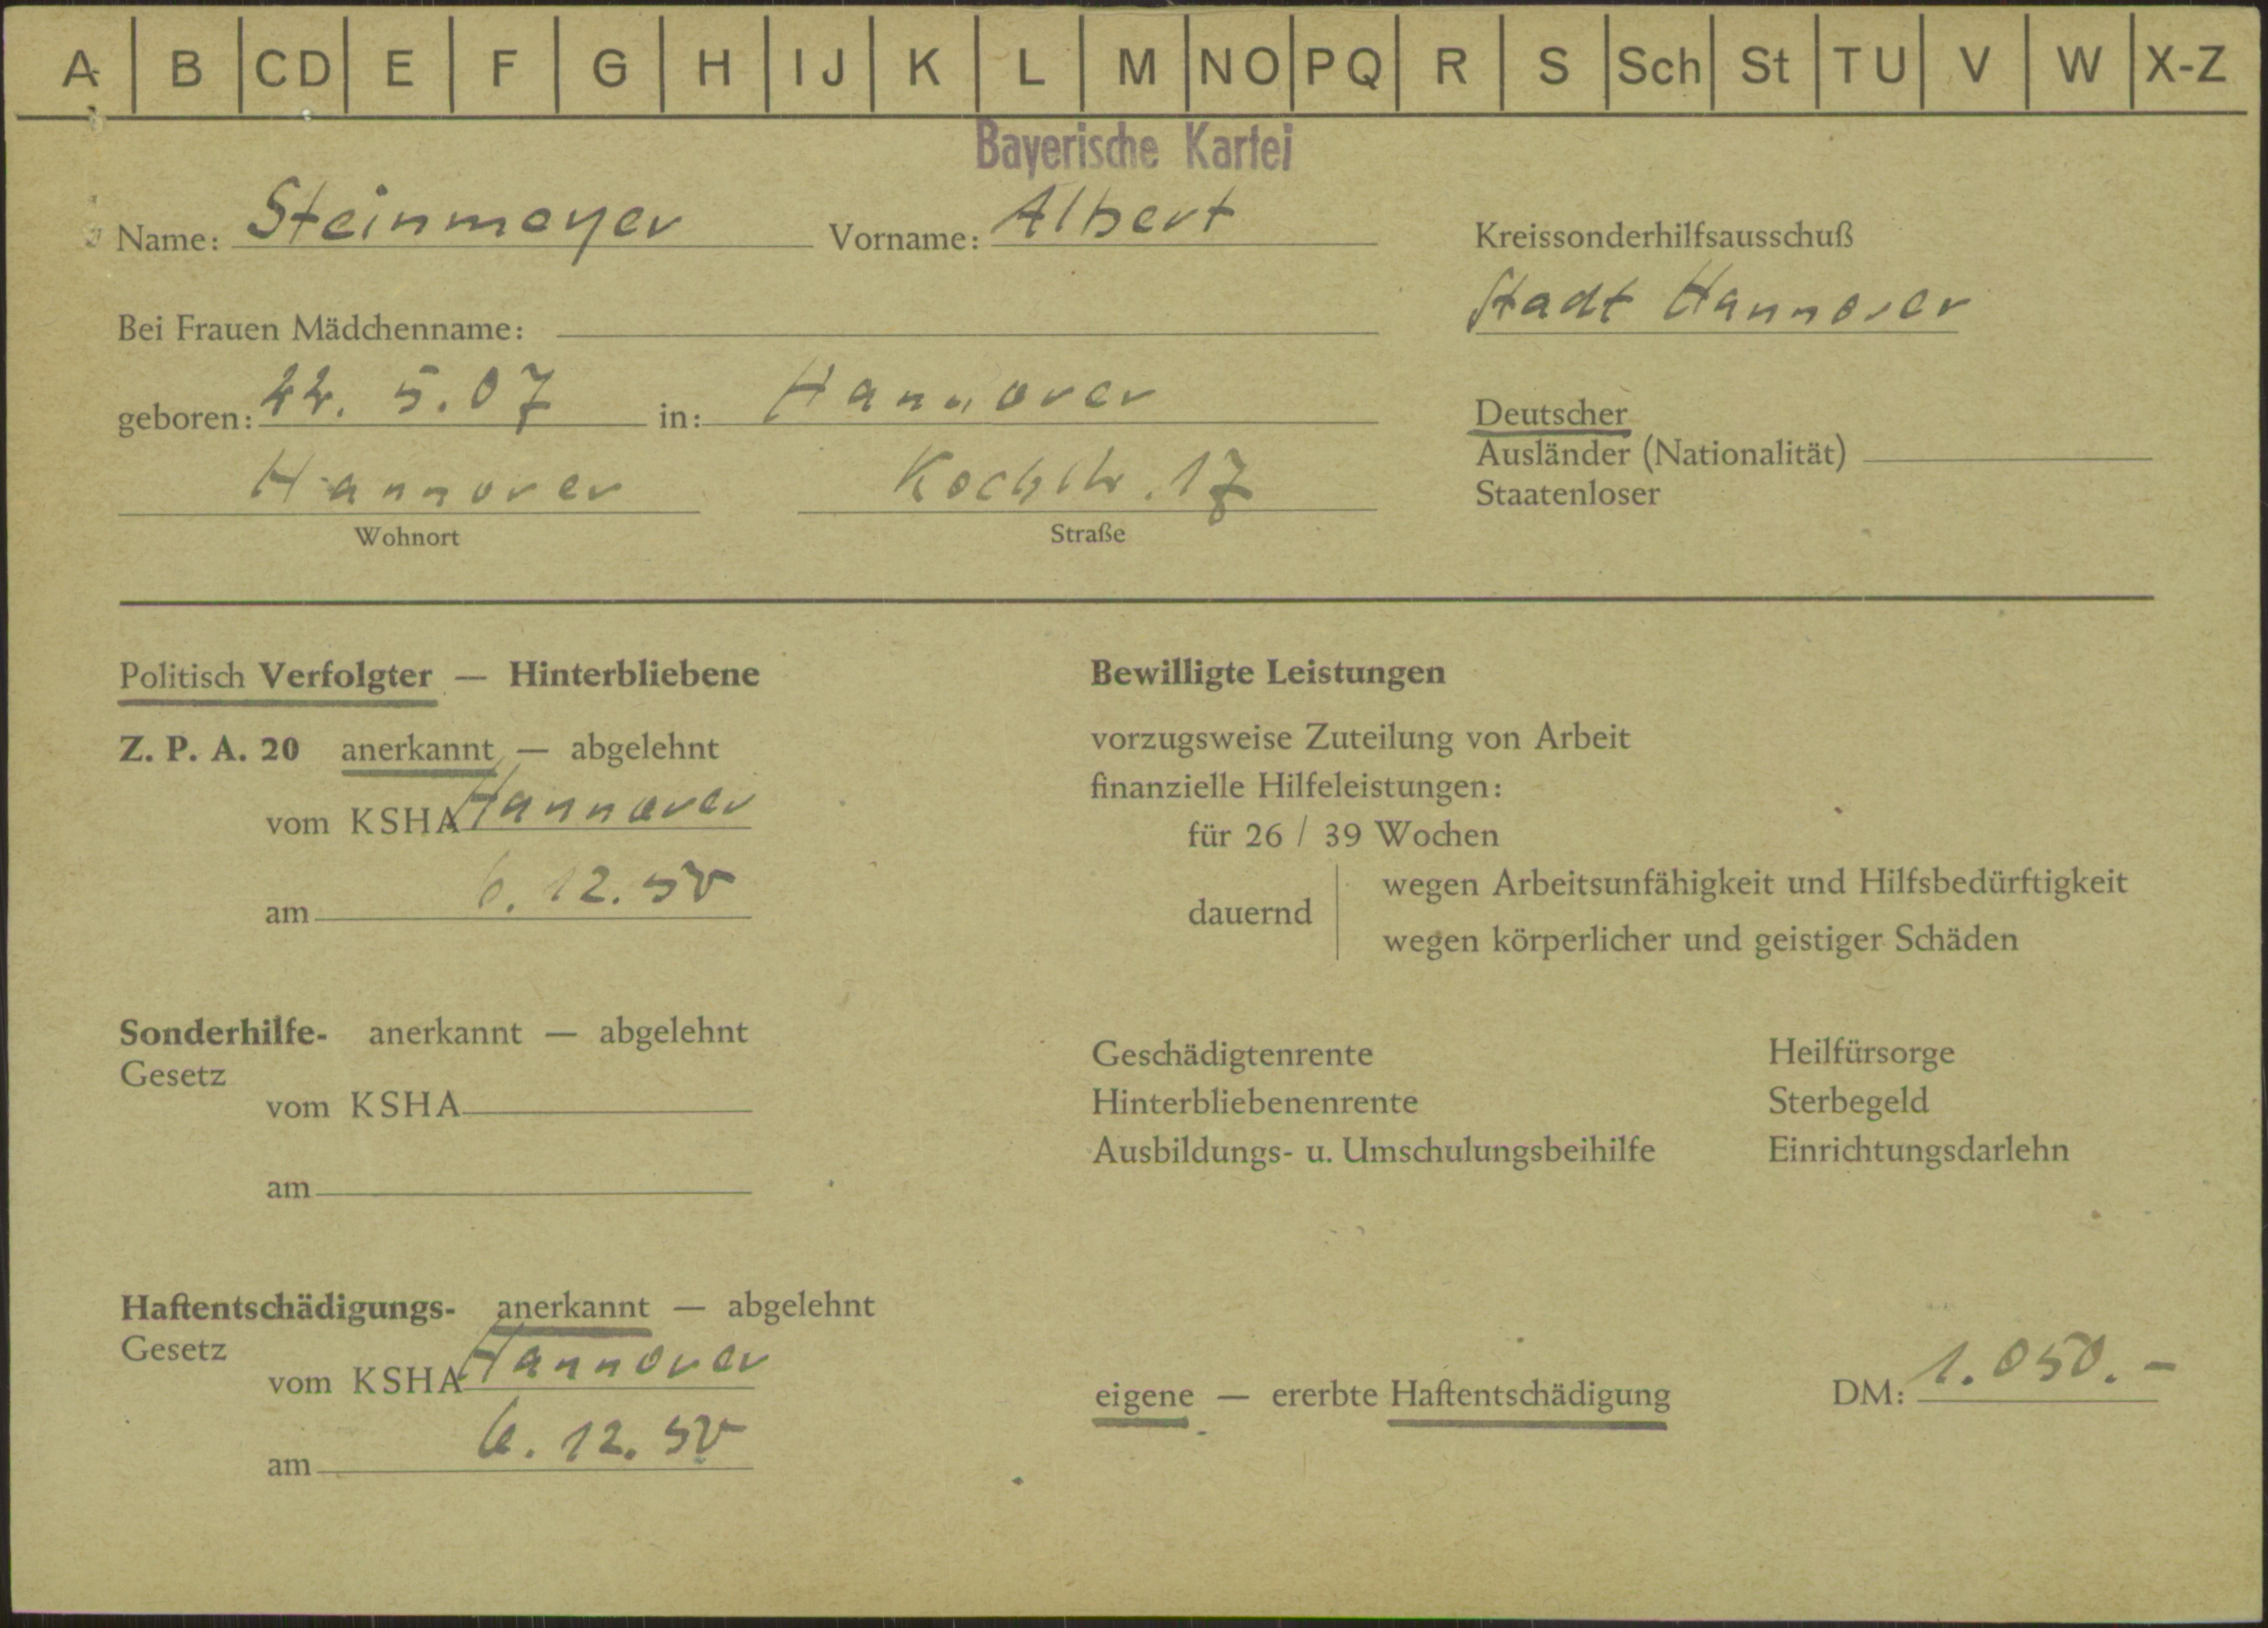 A B CD E F G H IJ K L M NO PQ R S Sch St TU V W X-Z
Bayerische Kartei
Name: Steinmeyer Vorname: Albert
Kreissonderhilfsausschuß
Stadt Hannover
Bei Frauen Mädchenname:
geboren: 22. 5. 07 in: Hannover
Deutscher
Ausländer (Nationalität)
Staatenloser
Hannover Kochstr. 17
Wohnort Straße
Politisch Verfolgter — Hinterbliebene
Z. P. A. 20 anerkannt — abgelehnt
vom KSHA Hannover
am 6. 12. 50
Sonderhilfe- anerkannt — abgelehnt
Gesetz
vom KSHA
am
Haftentschädigungs- anerkannt — abgelehnt
Gesetz
vom KSHA Hannover
am 6. 12. 50
Bewilligte Leistungen
vorzugsweise Zuteilung von Arbeit
finanzielle Hilfeleistungen:
für 26 / 39 Wochen
dauernd
wegen Arbeitsunfähigkeit und Hilfsbedürftigkeit
wegen körperlicher und geistiger Schäden
Geschädigtenrente Heilfürsorge
Hinterbliebenenrente Sterbegeld
Ausbildungs- u. Umschulungsbeihilfe Einrichtungsdarlehn
eigene — ererbte Haftentschädigung DM: 1.050.-